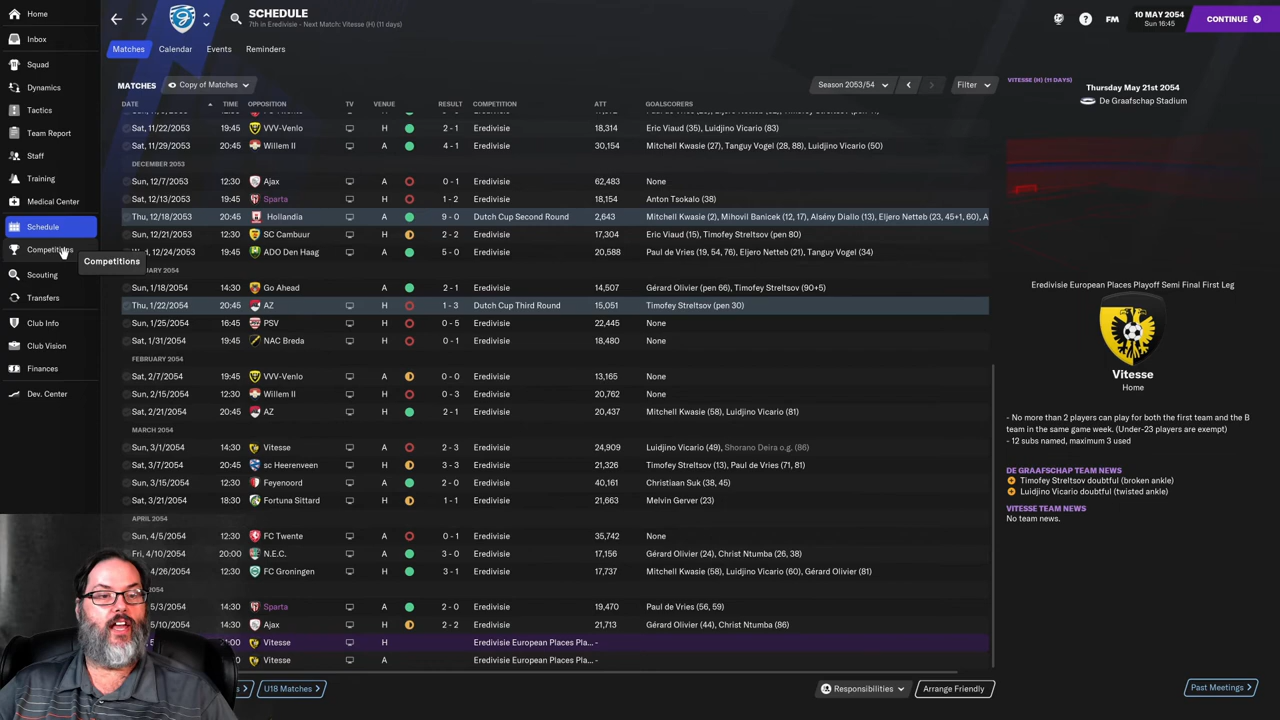 Home
SCHEDULE
7th in Eredivisie - Next Match: Vitesse (H) (11 days)
FM
10 MAY 2054
Sun 16:45
CONTINUE
Inbox
Squad
Dynamics
Tactics
Team Report
Staff
Training
Medical Center
Schedule
Competitions
Competitions
Scouting
Transfers
Club Info
Club Vision
Finances
Dev. Center
Matches Calendar Events Reminders
MATCHES Copy of Matches Season 2053/54 Filter
DATE TIME OPPOSITION TV VENUE RESULT COMPETITION ATT GOALSCORERS
Sat, 11/22/2053 19:45 VVV-Venlo H 2 - 1 Eredivisie 18,314 Eric Viaud (35), Luidjino Vicario (83)
Sat, 11/29/2053 20:45 Willem II A 4 - 1 Eredivisie 30,154 Mitchell Kwasie (27), Tanguy Vogel (28, 88), Luidjino Vicario (50)
DECEMBER 2053
Sun, 12/7/2053 12:30 Ajax A 0 - 1 Eredivisie 62,483 None
Sat, 12/13/2053 19:45 Sparta H 1 - 2 Eredivisie 18,154 Anton Tsokalo (38)
Thu, 12/18/2053 20:45 Hollandia A 9 - 0 Dutch Cup Second Round 2,643 Mitchell Kwasie (2), Mihovil Banicek (12, 17), Alsény Diallo (13), Eljero Netteb (23, 45+1, 60), A
Sun, 12/21/2053 12:30 SC Cambuur H 2 - 2 Eredivisie 17,304 Eric Viaud (15), Timofey Streltsov (pen 80)
12/24/2053 20:45 ADO Den Haag A 5 - 0 Eredivisie 20,588 Paul de Vries (19, 54, 76), Eljero Netteb (21), Tanguy Vogel (34)
2054
Sun, 1/18/2054 14:30 Go Ahead A 2 - 1 Eredivisie 14,507 Gérard Olivier (pen 66), Timofey Streltsov (90+5)
Thu, 1/22/2054 20:45 AZ H 1 - 3 Dutch Cup Third Round 15,051 Timofey Streltsov (pen 30)
Sun, 1/25/2054 16:45 PSV H 0 - 5 Eredivisie 22,445 None
Sat, 1/31/2054 19:45 NAC Breda H 0 - 1 Eredivisie 18,480 None
FEBRUARY 2054
Sat, 2/7/2054 19:45 VVV-Venlo A 0 - 0 Eredivisie 13,165 None
Sun, 2/15/2054 12:30 Willem II H 0 - 3 Eredivisie 20,762 None
Sat, 2/21/2054 20:45 AZ H 2 - 1 Eredivisie 20,437 Mitchell Kwasie (58), Luidjino Vicario (81)
MARCH 2054
Sun, 3/1/2054 14:30 Vitesse A 2 - 3 Eredivisie 24,909 Luidjino Vicario (49), Shorano Deira o.g. (86)
Sat, 3/7/2054 20:45 sc Heerenveen H 3 - 3 Eredivisie 21,326 Timofey Streltsov (13), Paul de Vries (71, 81)
Sun, 3/15/2054 12:30 Feyenoord A 2 - 0 Eredivisie 40,161 Christiaan Suk (38, 45)
Sat, 3/21/2054 18:30 Fortuna Sittard H 1 - 1 Eredivisie 21,663 Melvin Gerver (23)
APRIL 2054
Sun, 4/5/2054 12:30 FC Twente A 0 - 1 Eredivisie 35,742 None
Fri, 4/10/2054 20:00 N.E.C. A 3 - 0 Eredivisie 17,156 Gérard Olivier (24), Christ Ntumba (26, 38)
4/26/2054 12:30 FC Groningen H 3 - 1 Eredivisie 17,737 Mitchell Kwasie (58), Luidjino Vicario (60), Gérard Olivier (81)
5/3/2054 14:30 Sparta A 2 - 0 Eredivisie 19,470 Paul de Vries (56, 59)
5/10/2054 14:30 Ajax H 2 - 2 Eredivisie 21,713 Gérard Olivier (44), Christ Ntumba (86)
Vitesse H Eredivisie European Places Pla... -
Vitesse A Eredivisie European Places Pla... -
U18 Matches Responsibilities Arrange Friendly
VITESSE (H) (11 DAYS)
Thursday May 21st 2054
De Graafschap Stadium
Eredivisie European Places Playoff Semi Final First Leg
Vitesse
Home
- No more than 2 players can play for both the first team and the B
team in the same game week. (Under-23 players are exempt)
- 12 subs named, maximum 3 used
DE GRAAFSCHAP TEAM NEWS
Timofey Streltsov doubtful (broken ankle)
Luidjino Vicario doubtful (twisted ankle)
VITESSE TEAM NEWS
No team news.
Past Meetings